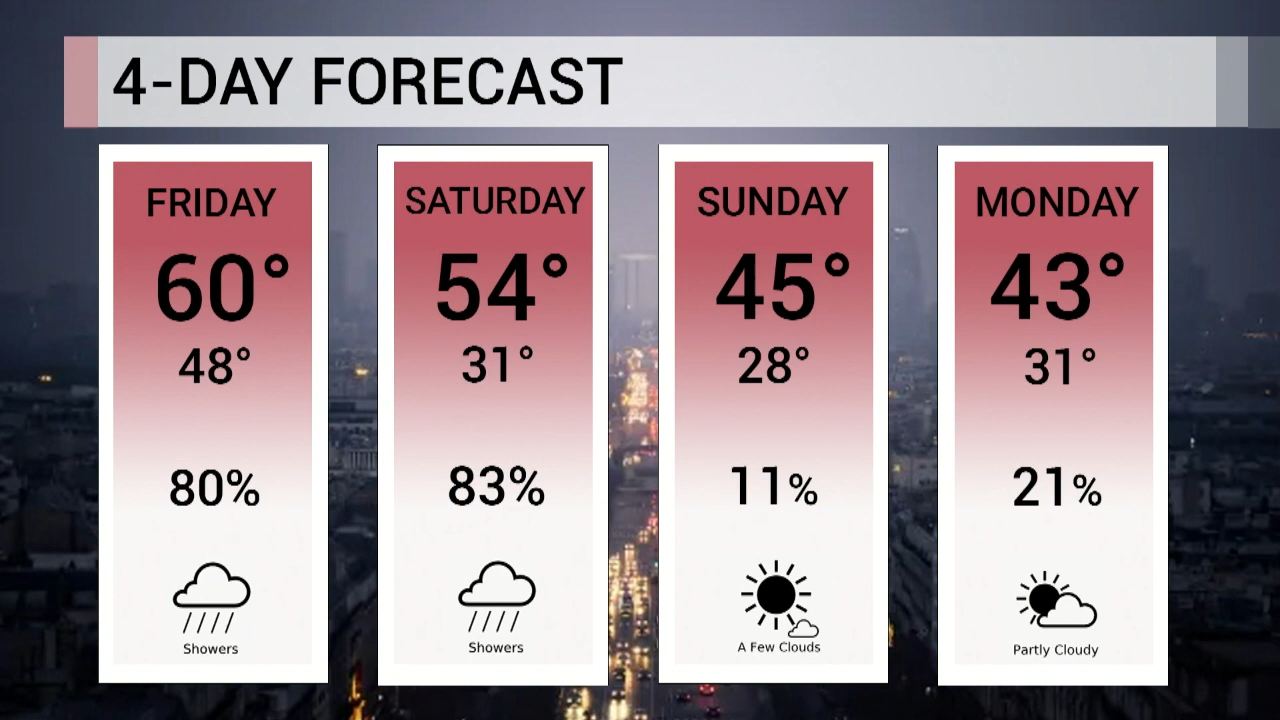 4-DAY FORECAST
FRIDAY
60°
48°
80%
Showers
SATURDAY
54°
31°
83%
Showers
SUNDAY
45°
28°
11%
A Few Clouds
MONDAY
43°
31°
21%
Partly Cloudy